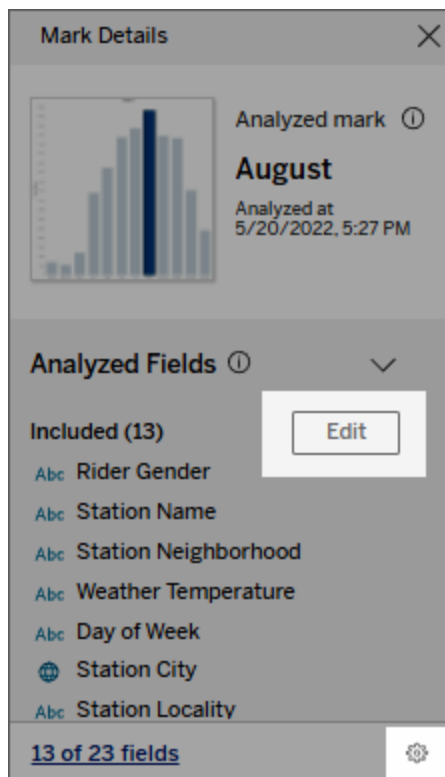 Mark Details
Analyzed mark
August
Analyzed at
5/20/2022, 5:27 PM
Analyzed Fields
Included (13)
Edit
Abc Rider Gender
Abc Station Name
Abc Station Neighborhood
Abc Weather Temperature
Abc Day of Week
Station City
Abc Station Locality
13 of 23 fields